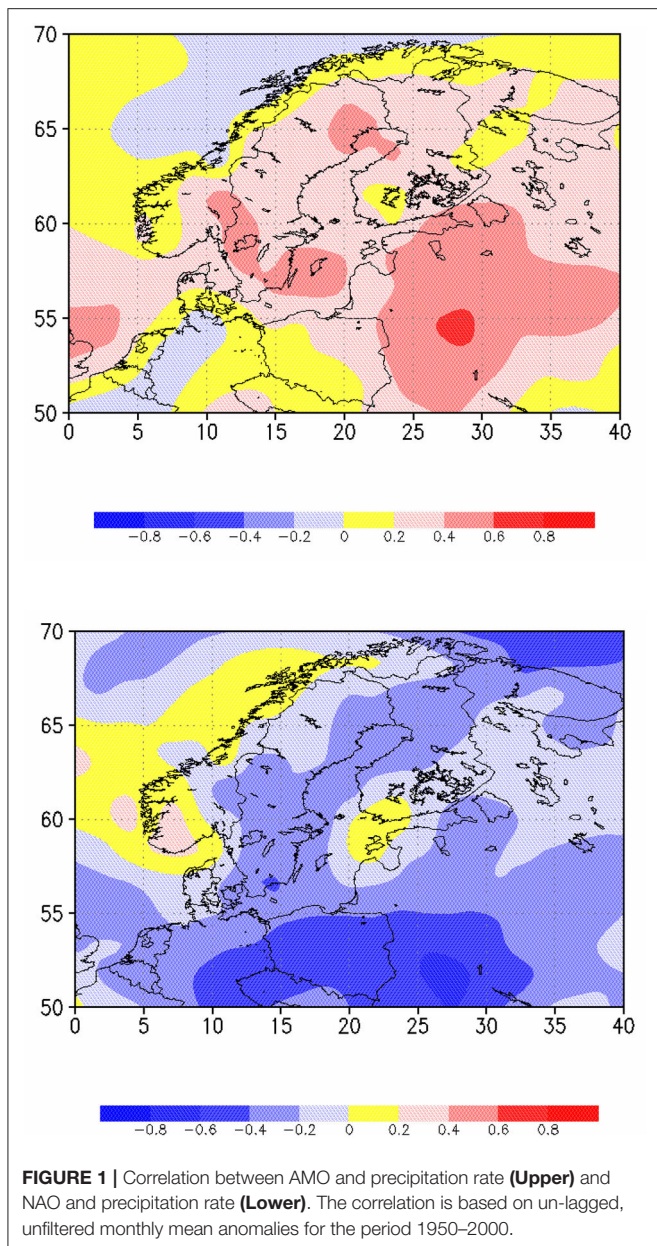 70
65
60
55
50
0 5 10 15 20 25 30 35 40
−0.8 −0.6 −0.4 −0.2 0 0.2 0.4 0.6 0.8
70
65
60
55
50
0 5 10 15 20 25 30 35 40
−0.8 −0.6 −0.4 −0.2 0 0.2 0.4 0.6 0.8
FIGURE 1 | Correlation between AMO and precipitation rate (Upper) and
NAO and precipitation rate (Lower). The correlation is based on un-lagged,
unfiltered monthly mean anomalies for the period 1950–2000.